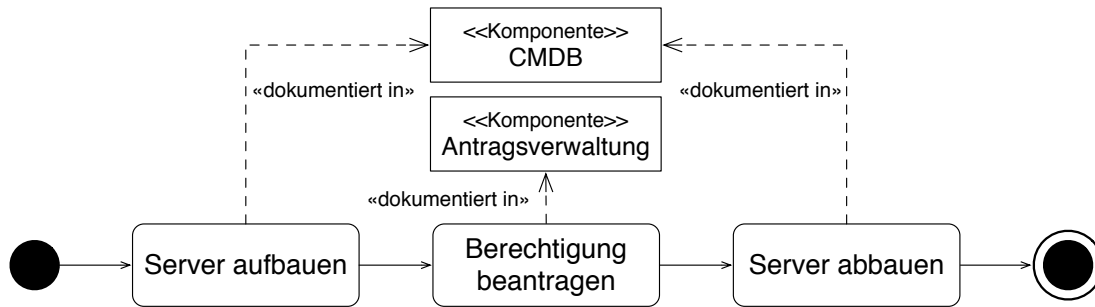 <<Komponente>>
CMDB
«dokumentiert in»
«dokumentiert in»
<<Komponente>>
Antragsverwaltung
«dokumentiert in»
Server aufbauen
Berechtigung
beantragen
Server abbauen